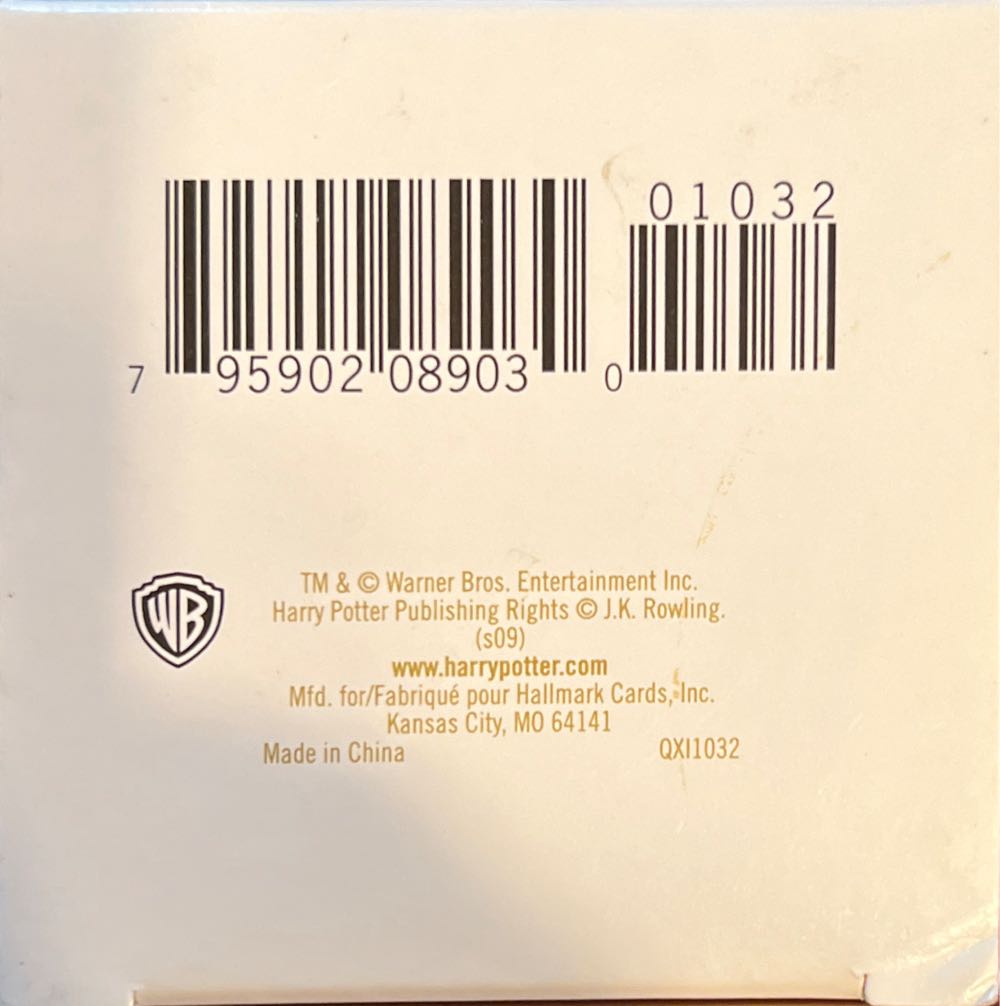 01032
7 95902 08903 0
WB
TM & © Warner Bros. Entertainment Inc.
Harry Potter Publishing Rights © J.K. Rowling.
(s09)
www.harrypotter.com
Mfd. for/Fabriqué pour Hallmark Cards, Inc.
Kansas City, MO 64141
Made in China QXI1032